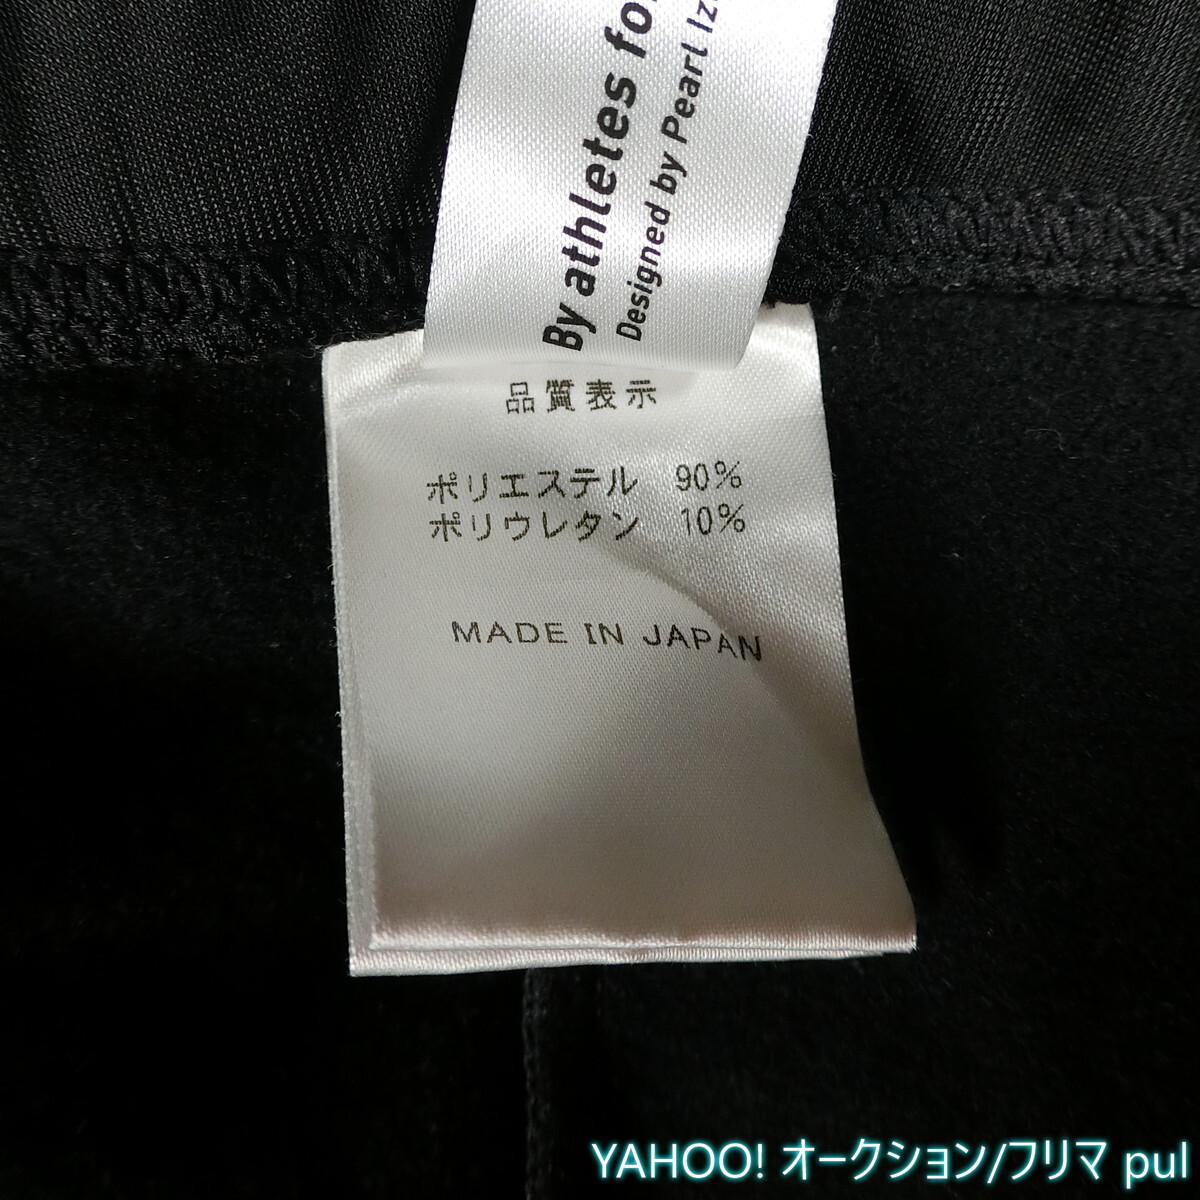 By athletes for
Designed by Pearl Iz
品質表示
ポリエステル 90%
ポリウレタン 10%
MADE IN JAPAN
YAHOO! オークション/フリマ pul